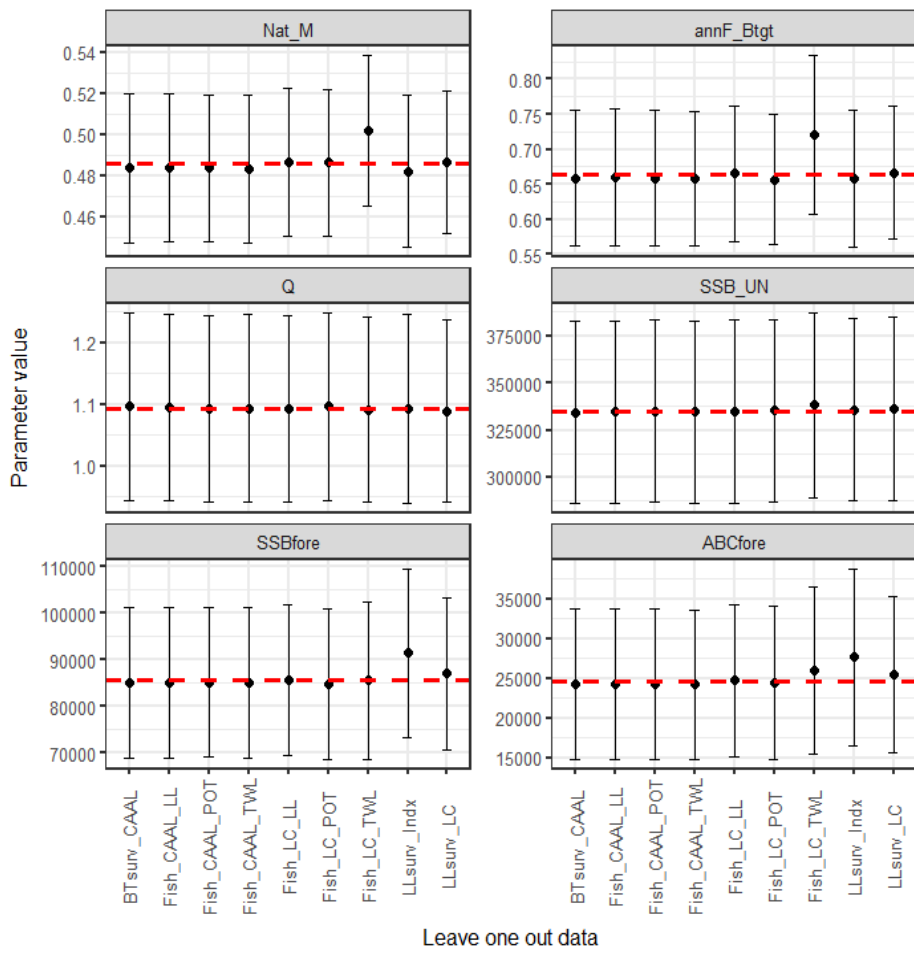 Nat_M
annF_Btgt
0.54
0.52
0.50
0.48
0.46
0.80
0.75
0.70
0.65
0.60
0.55
Q
SSB_UN
1.2
1.1
1.0
375000
350000
325000
300000
SSBfore
ABCfore
110000
100000
90000
80000
70000
35000
30000
25000
20000
15000
Parameter value
BTsurv_CAAL
Fish_CAAL_LL
Fish_CAAL_POT
Fish_CAAL_TWL
Fish_LC_LL
Fish_LC_POT
Fish_LC_TWL
LLsurv_Indx
LLsurv_LC
BTsurv_CAAL
Fish_CAAL_LL
Fish_CAAL_POT
Fish_CAAL_TWL
Fish_LC_LL
Fish_LC_POT
Fish_LC_TWL
LLsurv_Indx
LLsurv_LC
Leave one out data